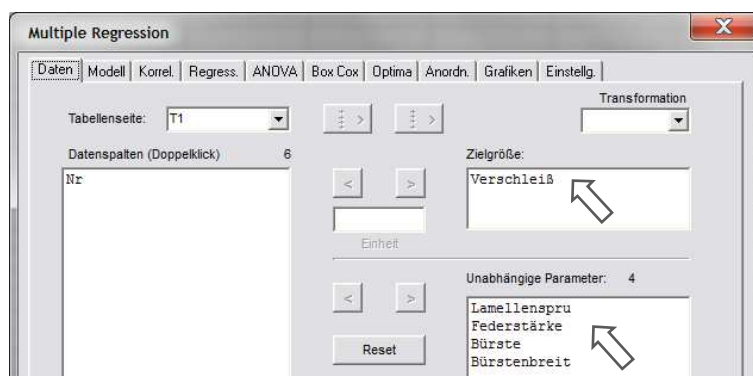 Multiple Regression
X
Daten Modell Korrel. Regress. ANOVA Box Cox Optima Anordn. Grafiken Einstellg.
Transformation
Tabellenseite: T1
Datenspalten (Doppelklick) 6
Zielgröße:
Nr
Verschleiß
< >
Einheit
Unabhängige Parameter: 4
< >
Lamellenspru
Federstärke
Bürste
Bürstenbreit
Reset